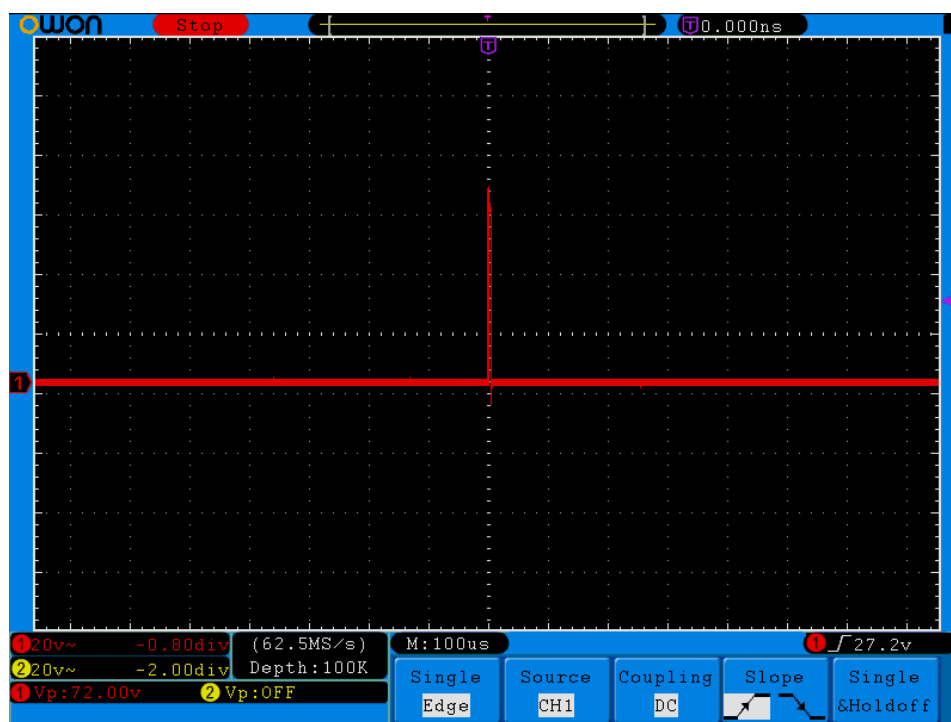 owon Stop T 0.000ns
T
1
1 20v~ -0.80div (62.5MS/s) M:100us 1 27.2v
2 20v~ -2.00div Depth:100K
1 Vp:72.00v 2 Vp:OFF
Single Source Coupling Slope Single
Edge CH1 DC &Holdoff